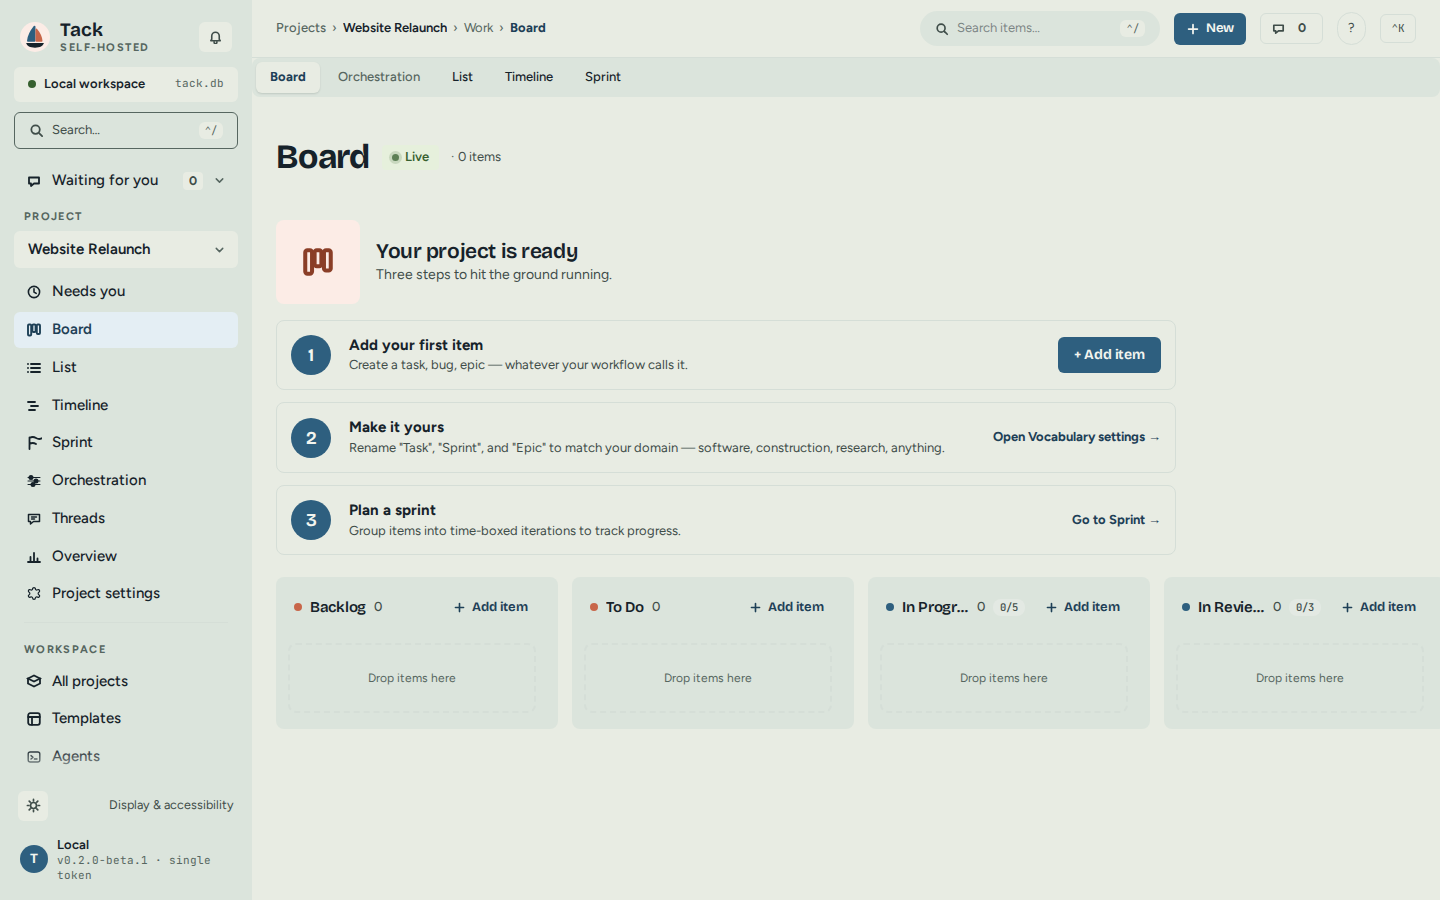 Tack
SELF-HOSTED
Local workspace tack.db
Search... ^/
Waiting for you 0
PROJECT
Website Relaunch
Needs you
Board
List
Timeline
Sprint
Orchestration
Threads
Overview
Project settings
WORKSPACE
All projects
Templates
Agents
Display & accessibility
T
Local
v0.2.0-beta.1 · single
token
Projects › Website Relaunch › Work › Board
Search items... ^/
+ New
0
?
^K
Board Orchestration List Timeline Sprint
Board Live · 0 items
Your project is ready
Three steps to hit the ground running.
1
Add your first item
Create a task, bug, epic — whatever your workflow calls it.
+ Add item
2
Make it yours
Rename "Task", "Sprint", and "Epic" to match your domain — software, construction, research, anything.
Open Vocabulary settings →
3
Plan a sprint
Group items into time-boxed iterations to track progress.
Go to Sprint →
Backlog 0 + Add item
Drop items here
To Do 0 + Add item
Drop items here
In Progr... 0 0/5 + Add item
Drop items here
In Revie... 0 0/3 + Add item
Drop items here